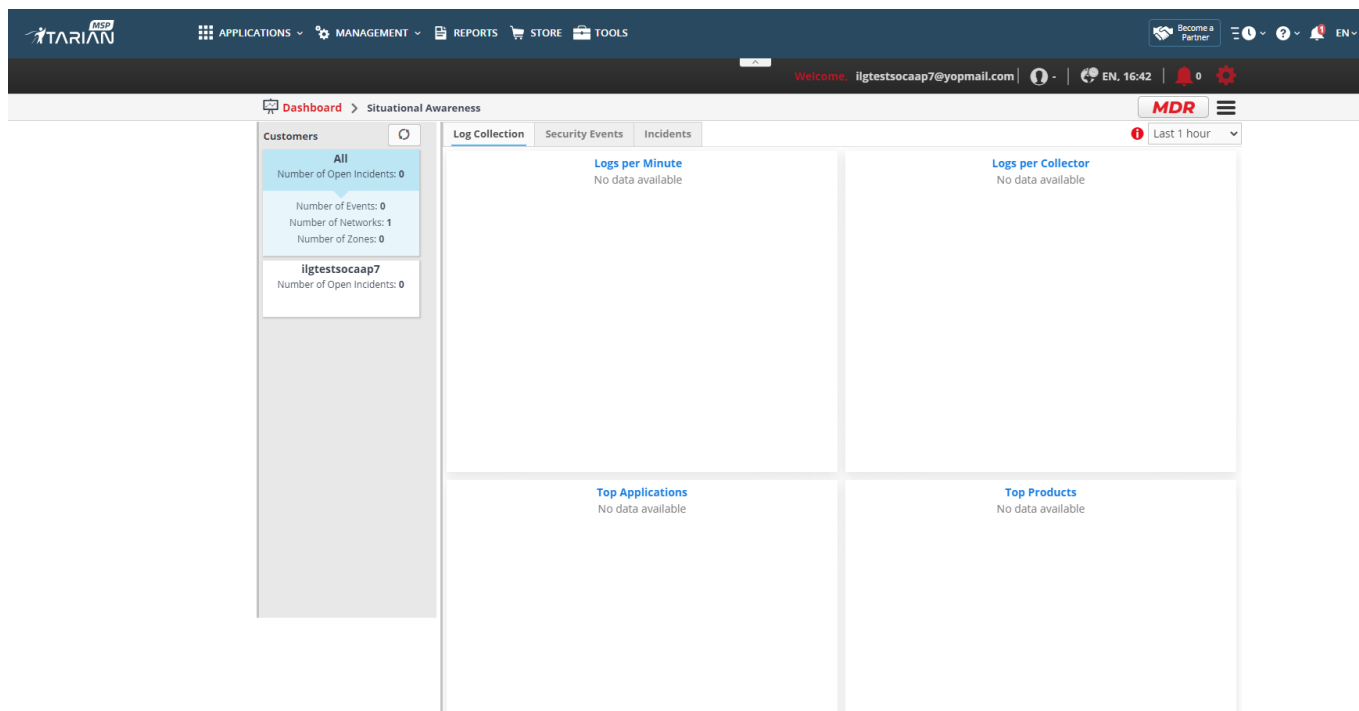 ITARIAN MSP
APPLICATIONS MANAGEMENT REPORTS STORE TOOLS
Become a
Partner
1
EN
Welcome, ilgtestsocaap7@yopmail.com - EN, 16:42 0
Dashboard > Situational Awareness
MDR
Customers
All
Number of Open Incidents: 0
Number of Events: 0
Number of Networks: 1
Number of Zones: 0
ilgtestsocaap7
Number of Open Incidents: 0
Log Collection Security Events Incidents
Last 1 hour
Logs per Minute
No data available
Logs per Collector
No data available
Top Applications
No data available
Top Products
No data available